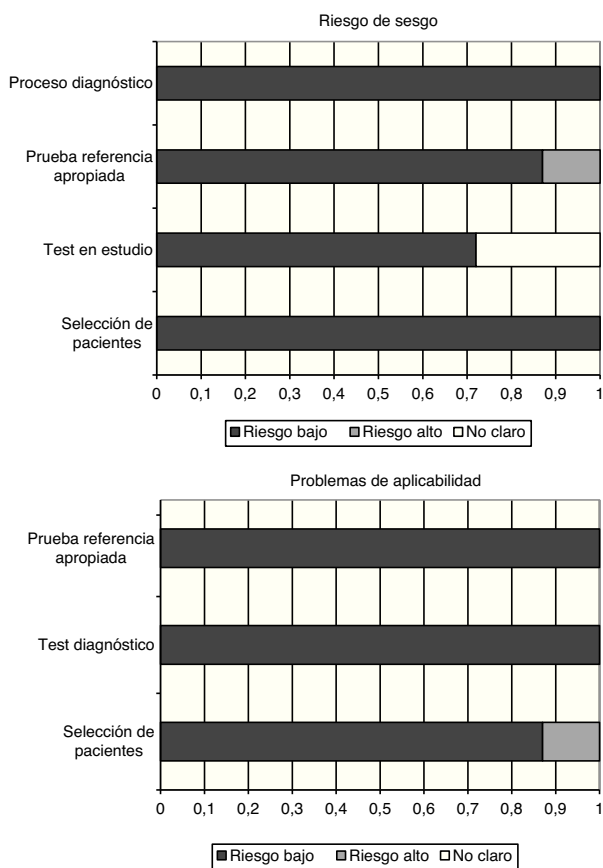 Riesgo de sesgo
Proceso diagnóstico
Prueba referencia
apropiada
Test en estudio
Selección de
pacientes
0 0,1 0,2 0,3 0,4 0,5 0,6 0,7 0,8 0,9 1
Riesgo bajo Riesgo alto No claro
Problemas de aplicabilidad
Prueba referencia
apropiada
Test diagnóstico
Selección de
pacientes
0 0,1 0,2 0,3 0,4 0,5 0,6 0,7 0,8 0,9 1
Riesgo bajo Riesgo alto No claro